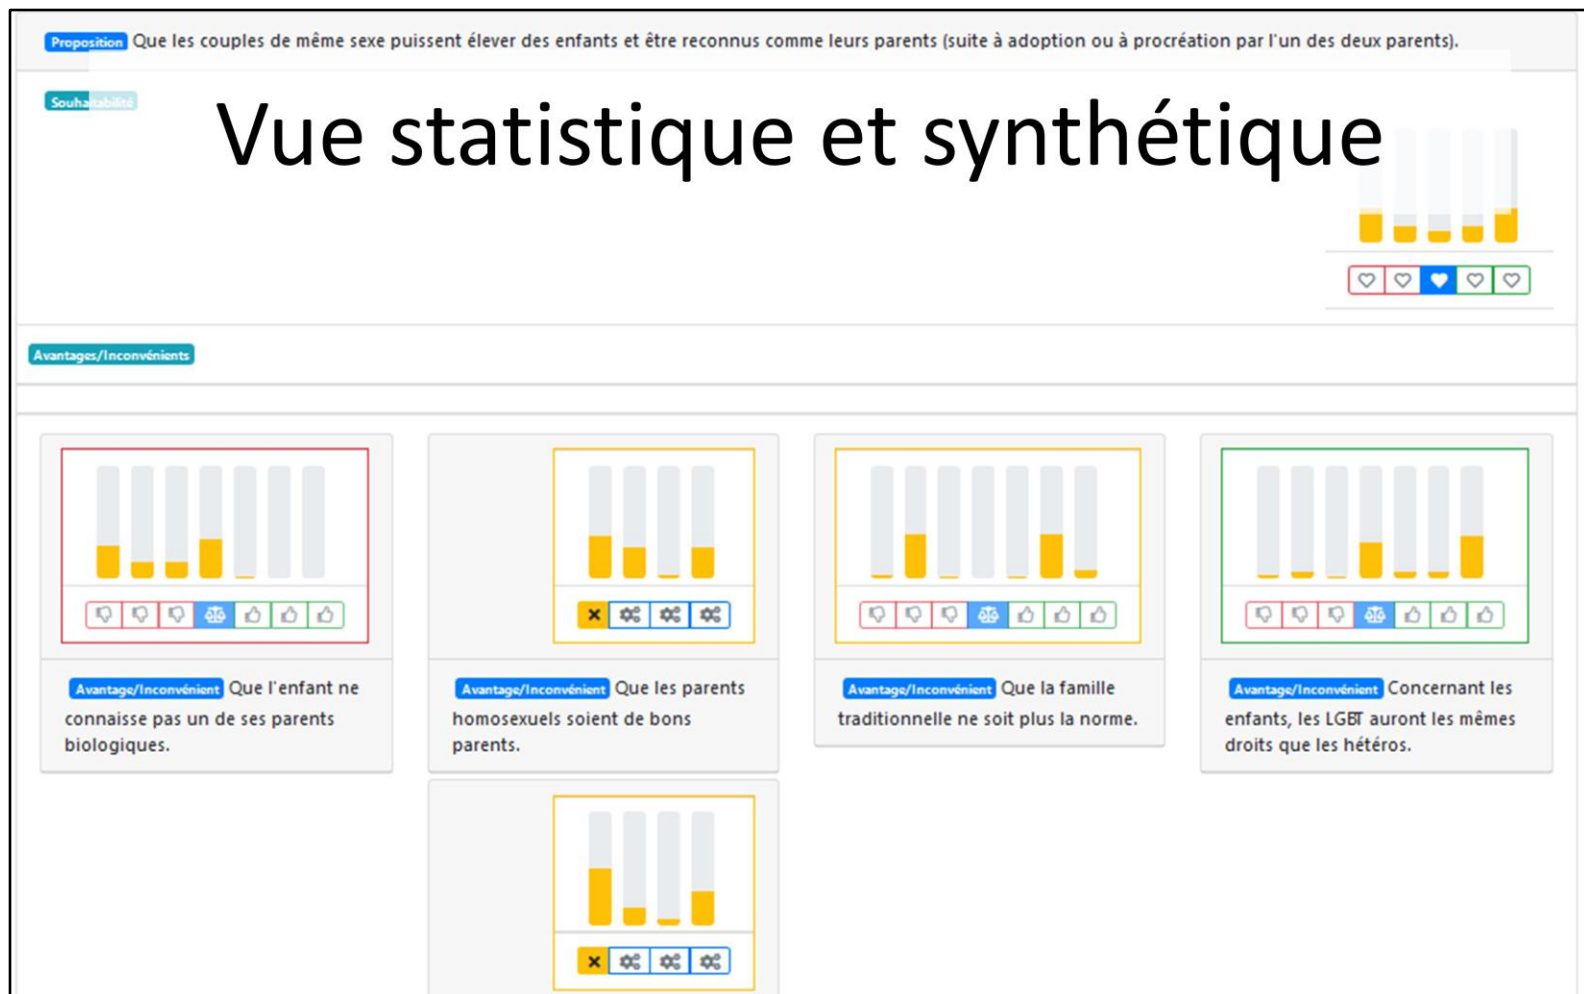 Proposition Que les couples de même sexe puissent élever des enfants et être reconnus comme leurs parents (suite à adoption ou à procréation par l'un des deux parents).
Souhaitabilité
Vue statistique et synthétique
Avantages/Inconvénients
Avantage/Inconvénient Que l'enfant ne
connaisse pas un de ses parents
biologiques.
Avantage/Inconvénient Que les parents
homosexuels soient de bons
parents.
Avantage/Inconvénient Que la famille
traditionnelle ne soit plus la norme.
Avantage/Inconvénient Concernant les
enfants, les LGBT auront les mêmes
droits que les hétéros.